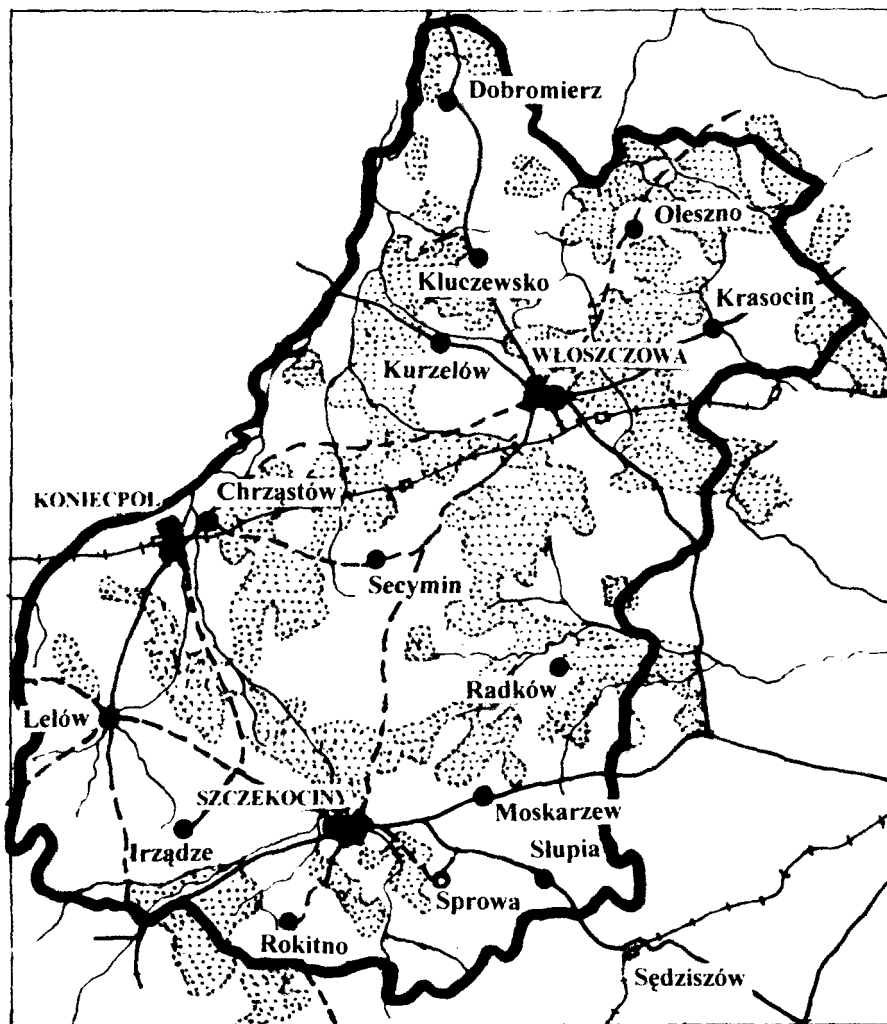 Dobromierz
Oleszno
Kluczewsko
Krasocin
Kurzelów
WŁOSZCZOWA
KONIECPOL
Chrząstów
Secymin
Radków
Lelów
SZCZEKOCINY
Moskarzew
Irządze
Słupia
Sprowa
Rokitno
Sędziszów